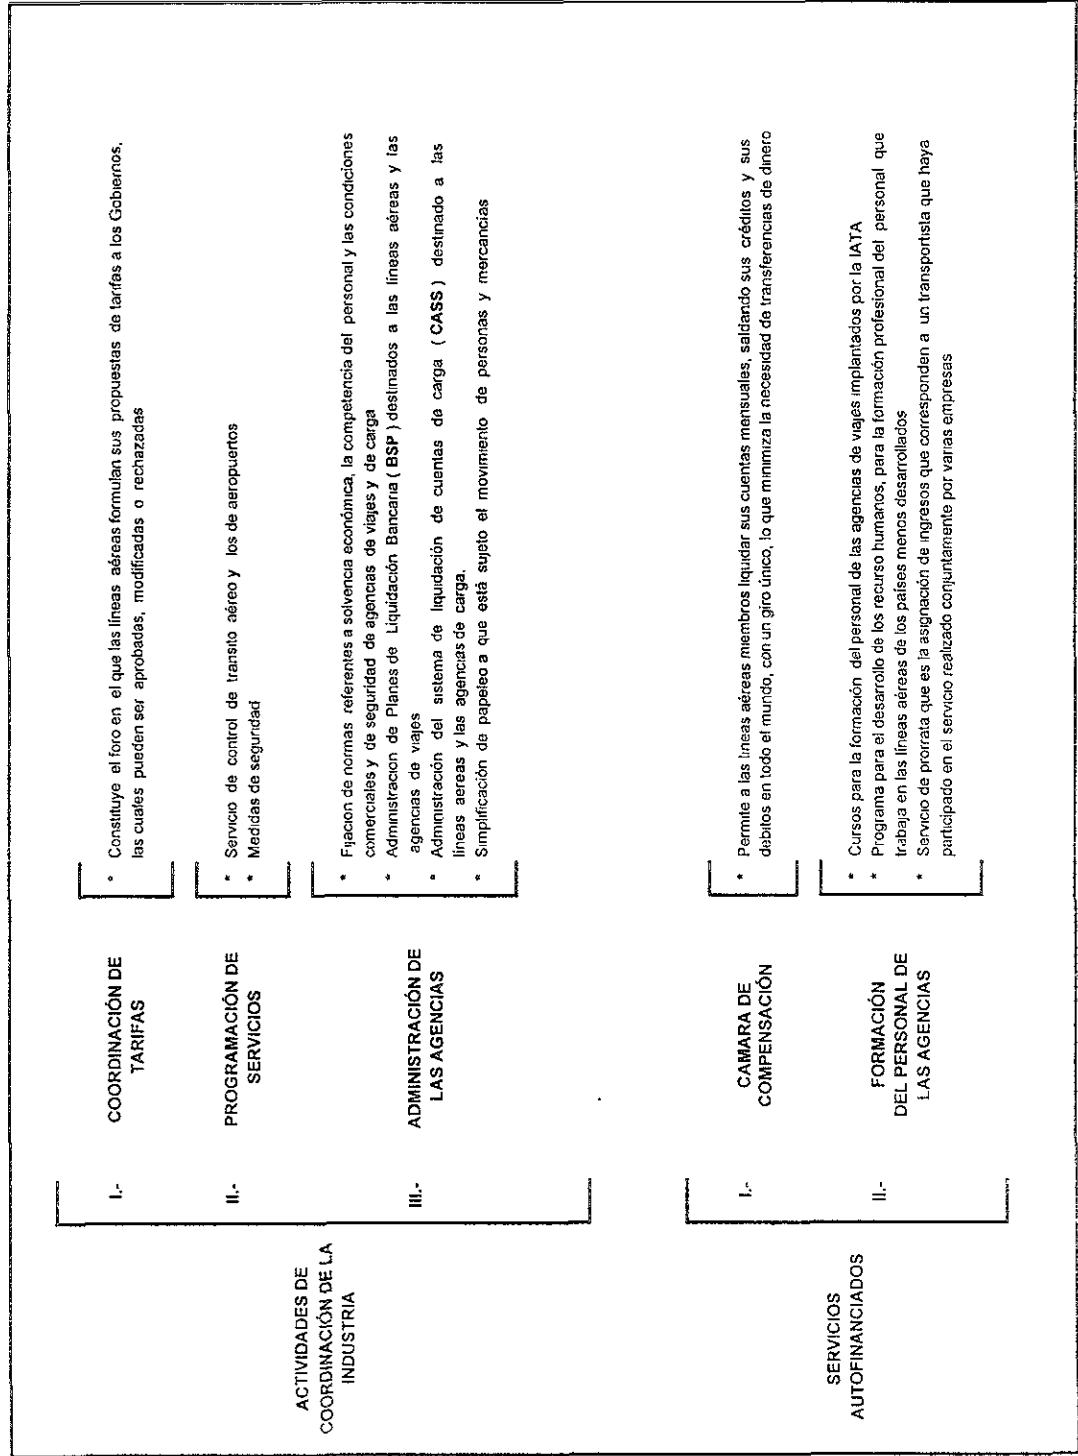 ACTIVIDADES DE
COORDINACIÓN DE LA
INDUSTRIA
I.- COORDINACIÓN DE
TARIFAS
* Constituye el foro en el que las líneas aéreas formulan sus propuestas de tarifas a los Gobiernos,
las cuales pueden ser aprobadas, modificadas o rechazadas
II.- PROGRAMACIÓN DE
SERVICIOS
* Servicio de control de transito aéreo y los de aeropuertos
* Medidas de seguridad
III.- ADMINISTRACIÓN DE
LAS AGENCIAS
* Fijacion de normas referentes a solvencia económica, la competencia del personal y las condiciones
comerciales y de seguridad de agencias de viajes y de carga
* Administracion de Planes de Liquidación Bancaria ( BSP ) destinados a las líneas aéreas y las
agencias de viajes
* Administración del sistema de liquidación de cuentas de carga ( CASS ) destinado a las
líneas aereas y las agencias de carga.
* Simplificación de papeleo a que está sujeto el movimiento de personas y mercancias
SERVICIOS
AUTOFINANCIADOS
I.- CAMARA DE
COMPENSACIÓN
* Permite a las líneas aéreas miembros liquidar sus cuentas mensuales, saldando sus créditos y sus
debitos en todo el mundo, con un giro único, lo que minimiza la necesidad de transferencias de dinero
II.- FORMACIÓN
DEL PERSONAL DE
LAS AGENCIAS
* Cursos para la formación del personal de las agencias de viajes implantados por la IATA
* Programa para el desarrollo de los recurso humanos, para la formación profesional del personal que
trabaja en las líneas aéreas de los países menos desarrollados
* Servicio de prorrata que es la asignación de ingresos que corresponden a un transportista que haya
participado en el servicio realizado conjuntamente por varias empresas